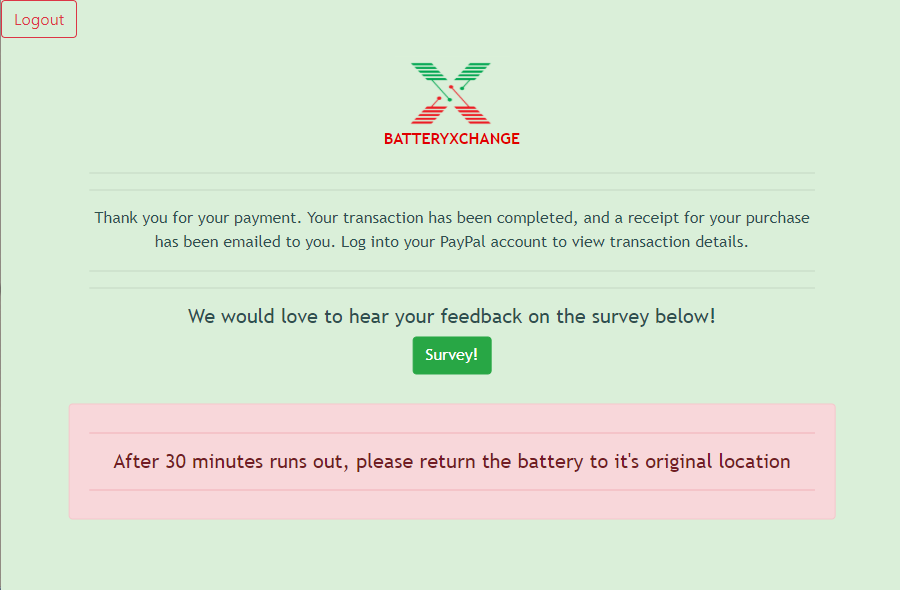 Logout
BATTERYXCHANGE
Thank you for your payment. Your transaction has been completed, and a receipt for your purchase
has been emailed to you. Log into your PayPal account to view transaction details.
We would love to hear your feedback on the survey below!
Survey!
After 30 minutes runs out, please return the battery to it's original location